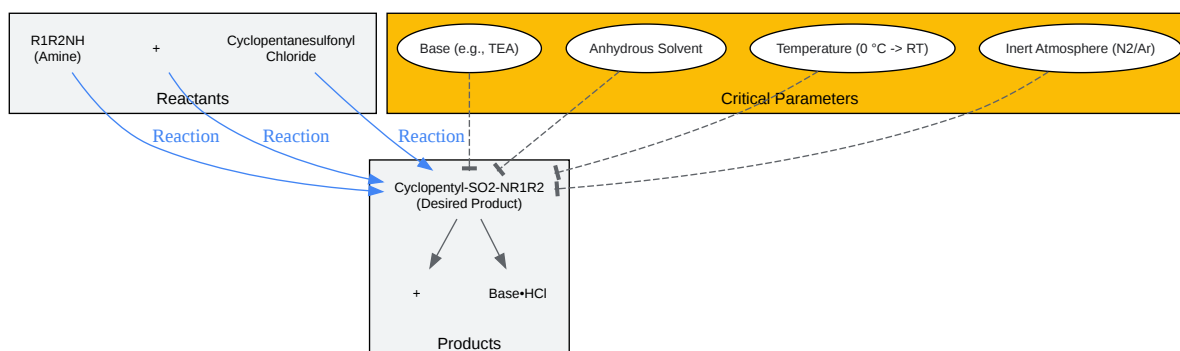 R1R2NH
(Amine)
+
Cyclopentanesulfonyl
Chloride
Reactants
Base (e.g., TEA)
Anhydrous Solvent
Temperature (0 °C -> RT)
Inert Atmosphere (N2/Ar)
Critical Parameters
Reaction
Reaction
Reaction
Cyclopentyl-SO2-NR1R2
(Desired Product)
+
Base•HCl
Products